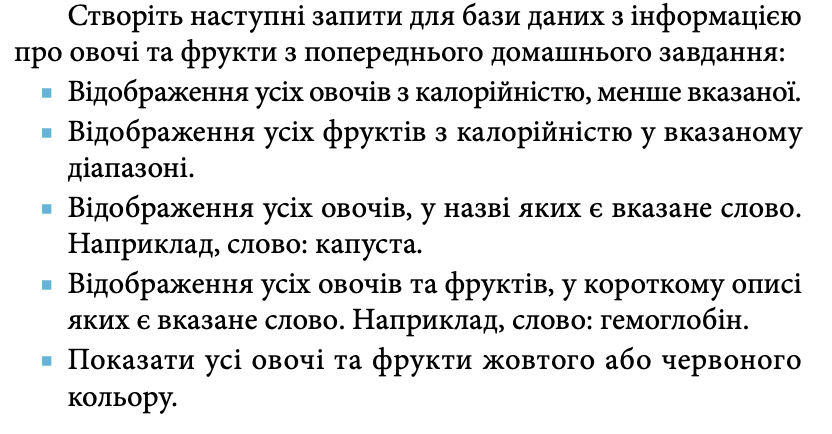 Створіть наступні запити для бази даних з інформацією
про овочі та фрукти з попереднього домашнього завдання:
▪ Відображення усіх овочів з калорійністю, менше вказаної.
▪ Відображення усіх фруктів з калорійністю у вказаному
діапазоні.
▪ Відображення усіх овочів, у назві яких є вказане слово.
Наприклад, слово: капуста.
▪ Відображення усіх овочів та фруктів, у короткому описі
яких є вказане слово. Наприклад, слово: гемоглобін.
▪ Показати усі овочі та фрукти жовтого або червоного
кольору.